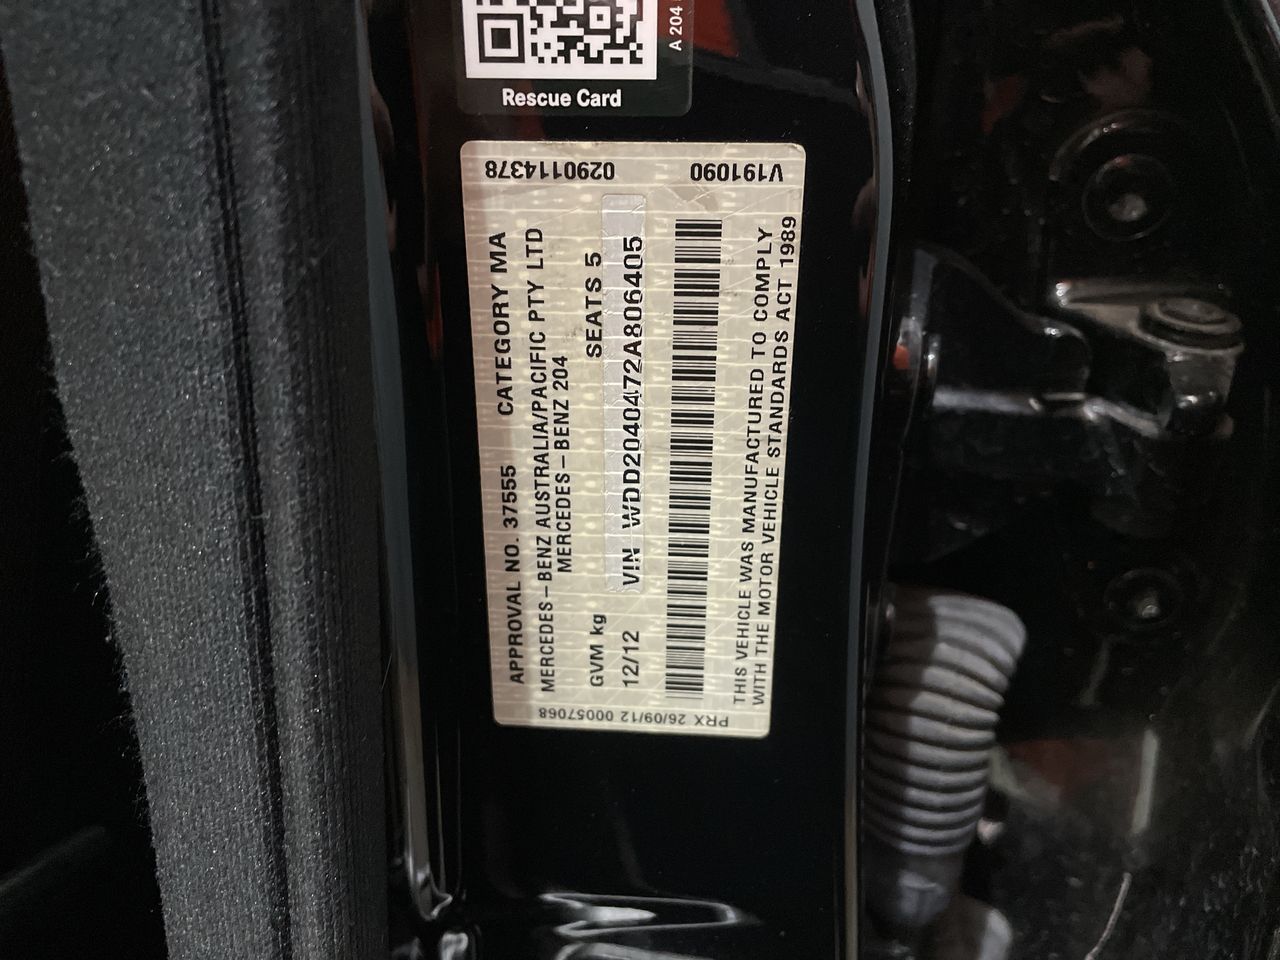 A 204
Rescue Card
0290114378
V191090
APPROVAL NO. 37555 CATEGORY MA
MERCEDES-BENZ AUSTRALIA/PACIFIC PTY LTD
MERCEDES-BENZ 204
GVM kg SEATS 5
12/12 VIN WDD2040472A806405
THIS VEHICLE WAS MANUFACTURED TO COMPLY
WITH THE MOTOR VEHICLE STANDARDS ACT 1989
PRX 26/09/12 00057068